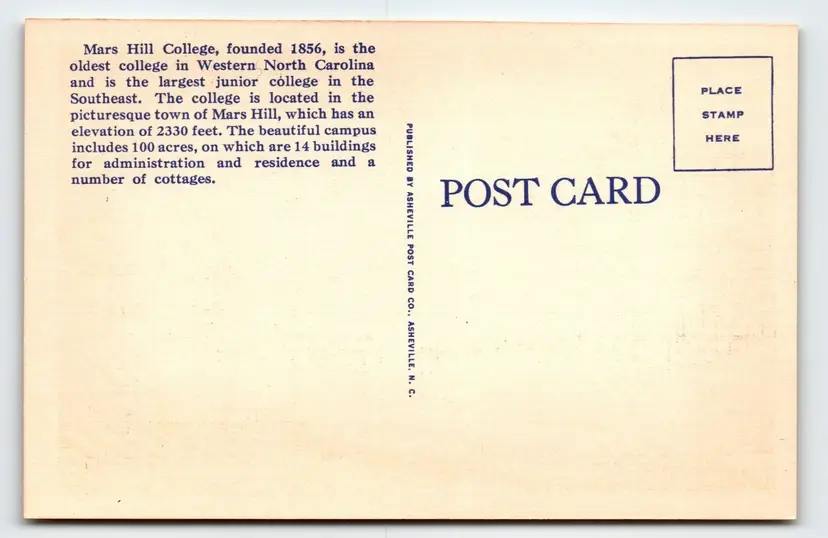 Mars Hill College, founded 1856, is the
oldest college in Western North Carolina
and is the largest junior college in the
Southeast. The college is located in the
picturesque town of Mars Hill, which has an
elevation of 2330 feet. The beautiful campus
includes 100 acres, on which are 14 buildings
for administration and residence and a
number of cottages.
PUBLISHED BY ASHEVILLE POST CARD CO., ASHEVILLE, N. C.
POST CARD
PLACE
STAMP
HERE